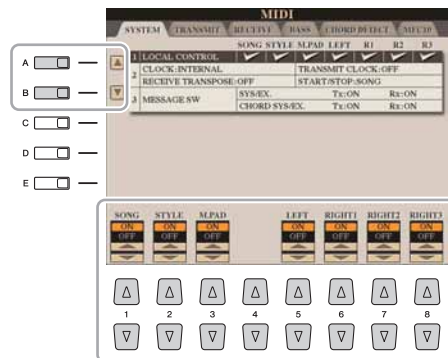 MIDI
SYSTEM TRANSMIT RECEIVE BASS CHORD DETECT MFC10
SONG STYLE M.PAD LEFT R1 R2 R3
1 LOCAL CONTROL
2 CLOCK:INTERNAL TRANSMIT CLOCK:OFF
RECEIVE TRANSPOSE:OFF START/STOP:SONG
3 MESSAGE SW SYS/EX. Tx:ON Rx:ON
CHORD SYS/EX. Tx:ON Rx:ON
A
B
C
D
E
SONG STYLE M.PAD LEFT RIGHT1 RIGHT2 RIGHT3
ON ON ON ON ON ON ON
OFF OFF OFF OFF OFF OFF OFF
1 2 3 4 5 6 7 8